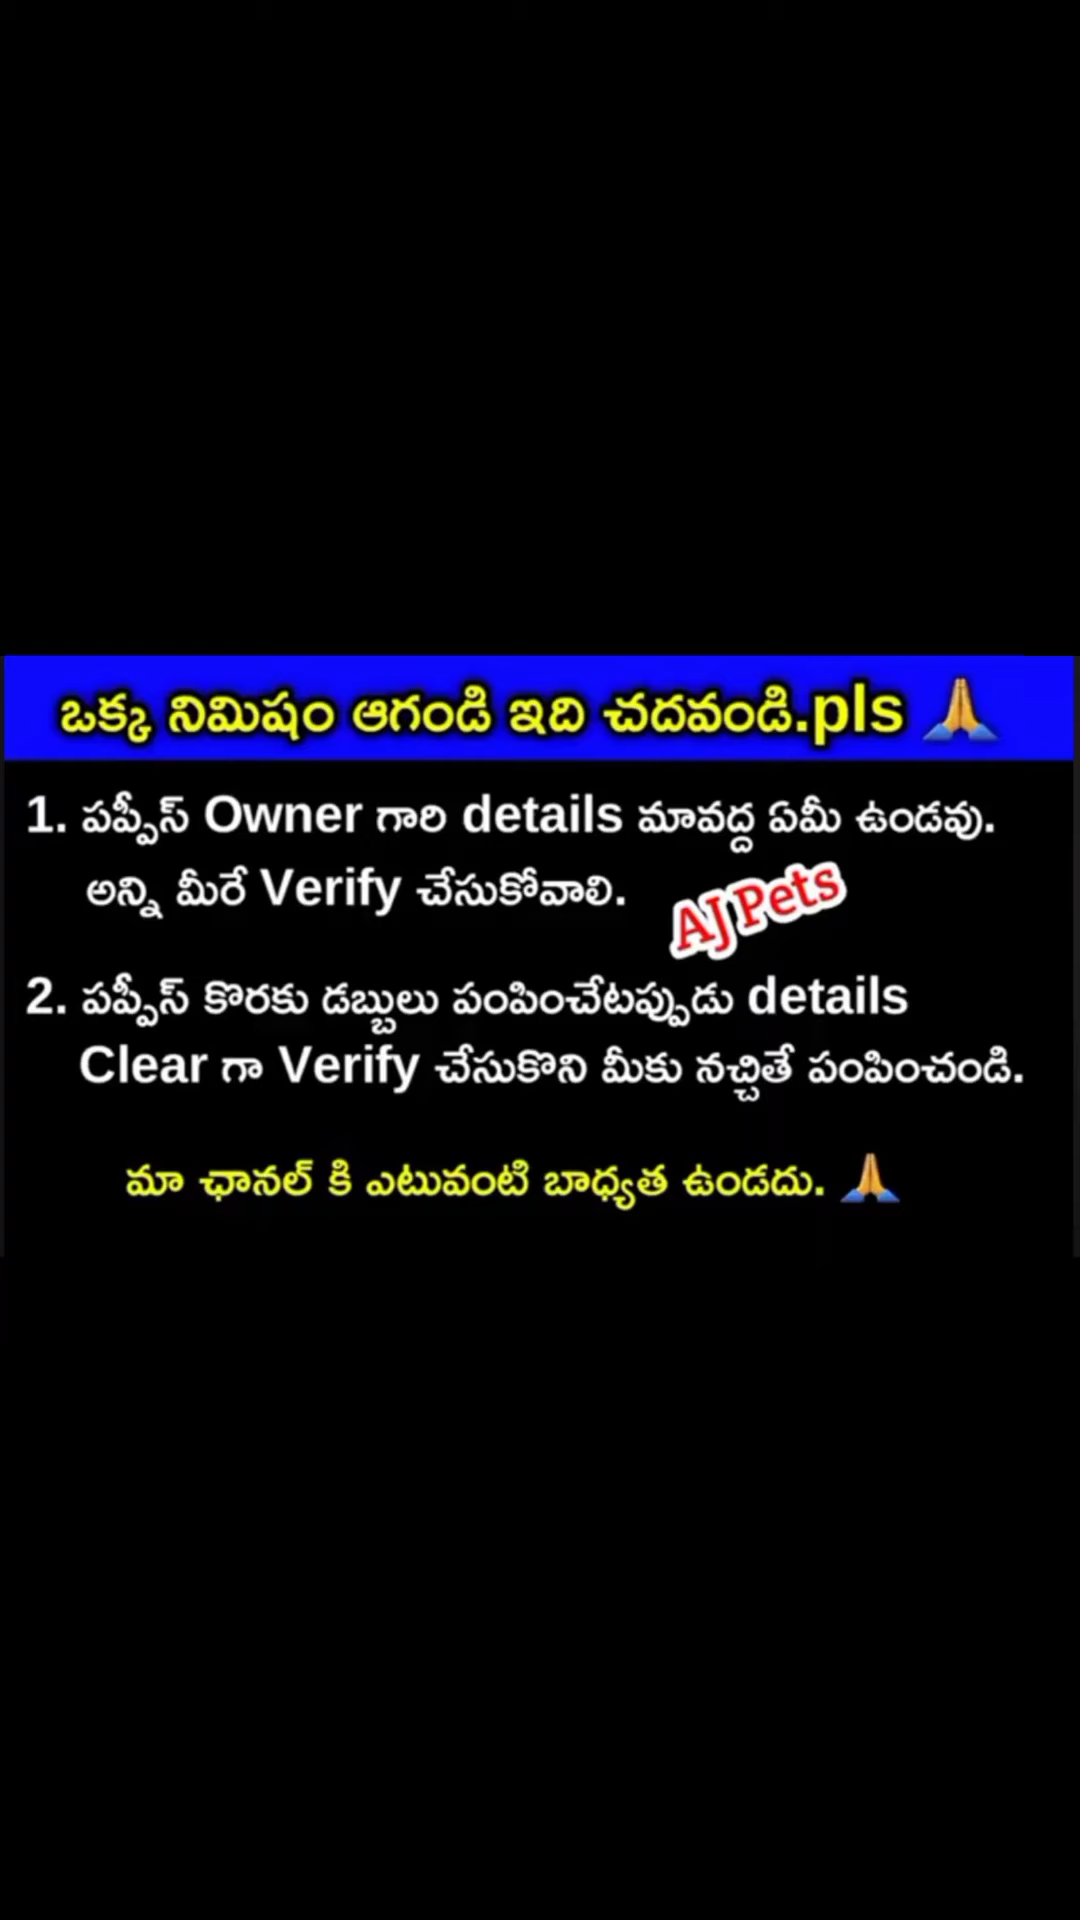 ఒక్క నిమిషం ఆగండి ఇది చదవండి.pls 🙏
1. పప్పీస్ Owner గారి details మావద్ద ఏమీ ఉండవు.
అన్ని మీరే Verify చేసుకోవాలి.
AJ Pets
2. పప్పీస్ కొరకు డబ్బులు పంపించేటప్పుడు details
Clear గా Verify చేసుకొని మీకు నచ్చితే పంపించండి.
మా ఛానల్ కి ఎటువంటి బాధ్యత ఉండదు. 🙏